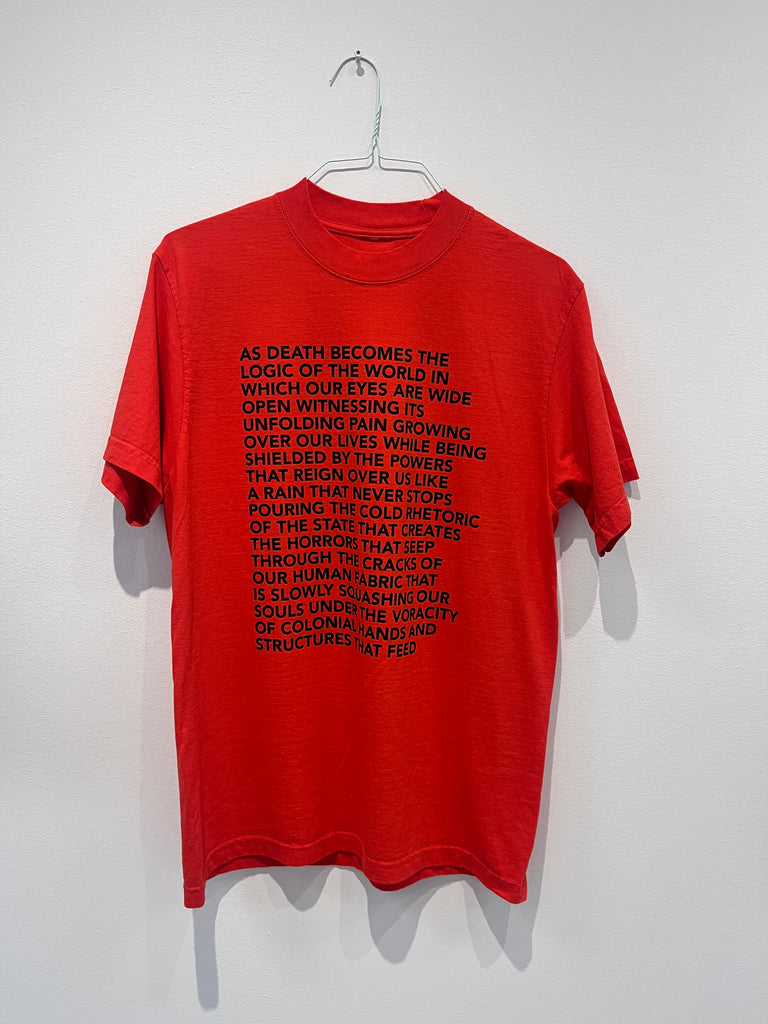 AS DEATH BECOMES THE
LOGIC OF THE WORLD IN
WHICH OUR EYES ARE WIDE
OPEN WITNESSING ITS
UNFOLDING PAIN GROWING
OVER OUR LIVES WHILE BEING
SHIELDED BY THE POWERS
THAT REIGN OVER US LIKE
A RAIN THAT NEVER STOPS
POURING THE COLD RHETORIC
OF THE STATE THAT CREATES
THE HORRORS THAT SEEP
THROUGH THE CRACKS OF
OUR HUMAN FABRIC THAT
IS SLOWLY SQUASHING OUR
SOULS UNDER THE VORACITY
OF COLONIAL HANDS AND
STRUCTURES THAT FEED